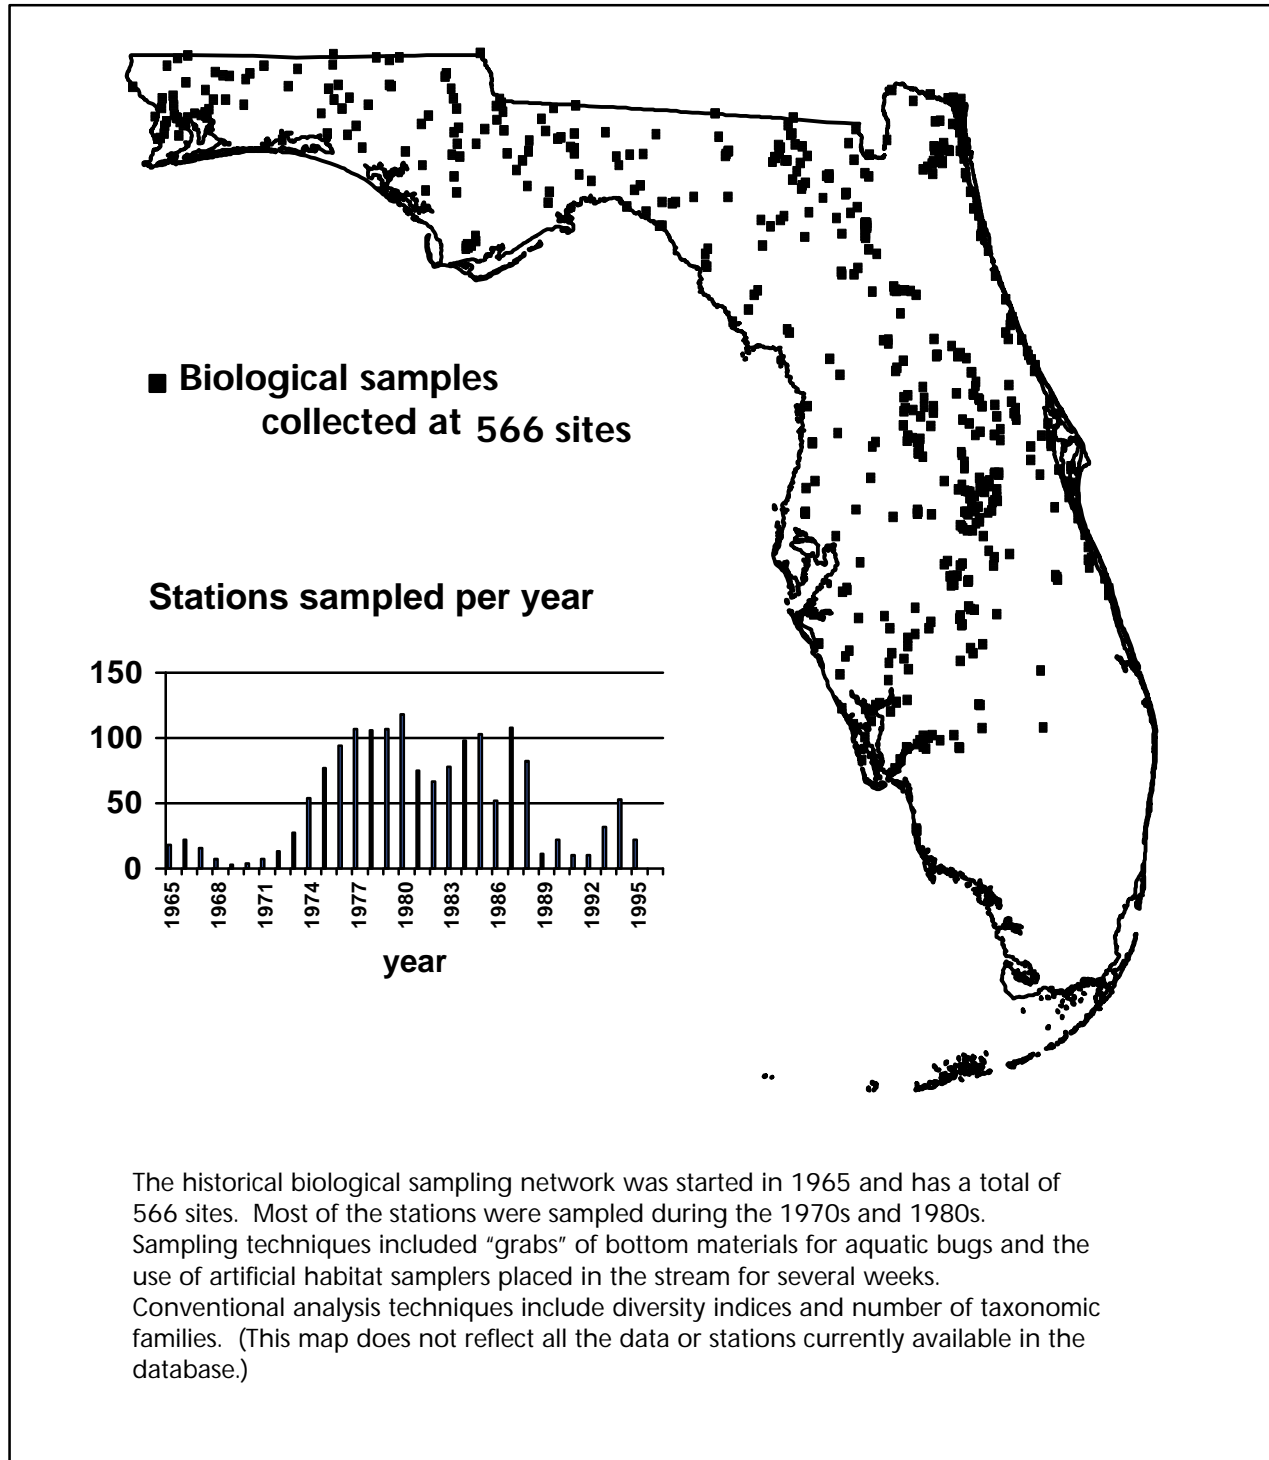 Biological samples
collected at 566 sites
Stations sampled per year
150
100
50
0
1965
1968
1971
1974
1977
1980
1983
1986
1989
1992
1995
year
The historical biological sampling network was started in 1965 and has a total of
566 sites.  Most of the stations were sampled during the 1970s and 1980s.
Sampling techniques included “grabs” of bottom materials for aquatic bugs and the
use of artificial habitat samplers placed in the stream for several weeks.
Conventional analysis techniques include diversity indices and number of taxonomic
families.  (This map does not reflect all the data or stations currently available in the
database.)